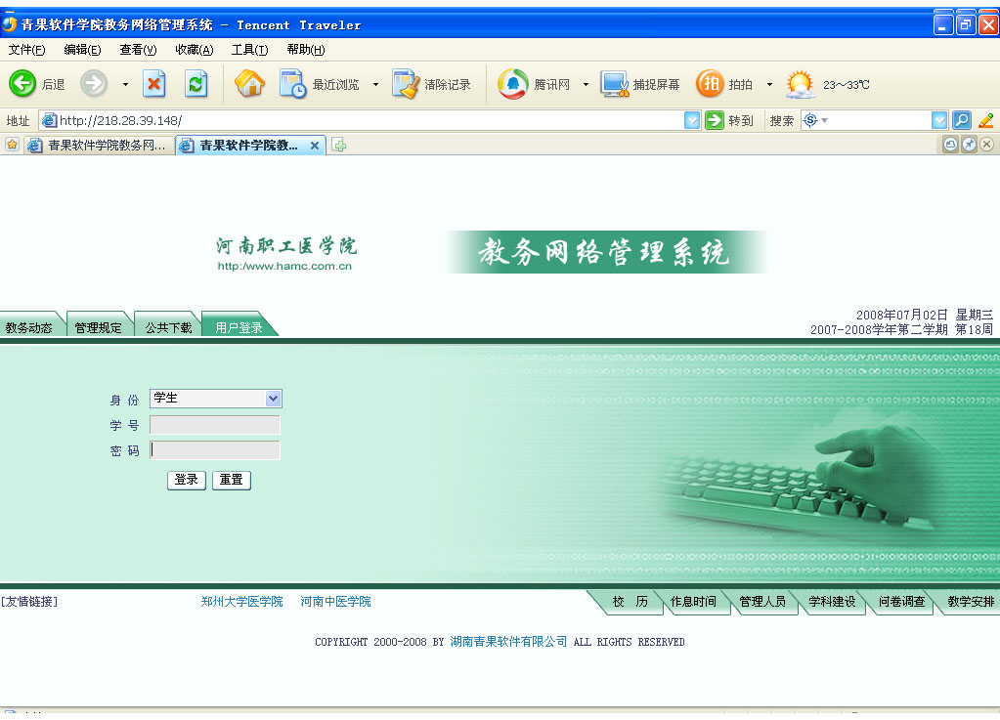 青果软件学院教务网络管理系统 - Tencent Traveler
文件(F) 编辑(E) 查看(V) 收藏(A) 工具(T) 帮助(H)
后退 最近浏览 清除记录 腾讯网 捕捉屏幕 拍 拍拍 23～33℃
地址 http://218.28.39.148/ 转到 搜索
青果软件学院教务网... 青果软件学院教...
河南职工医学院
http:/www.hamc.com.cn
教务网络管理系统
教务动态 管理规定 公共下载 用户登录
2008年07月02日 星期三
2007-2008学年第二学期 第18周
身 份 学生
学 号
密 码
登录 重置
[友情链接] 郑州大学医学院 河南中医学院
校 历 作息时间 管理人员 学科建设 问卷调查 教学安排
COPYRIGHT 2000-2008 BY 湖南青果软件有限公司 ALL RIGHTS RESERVED